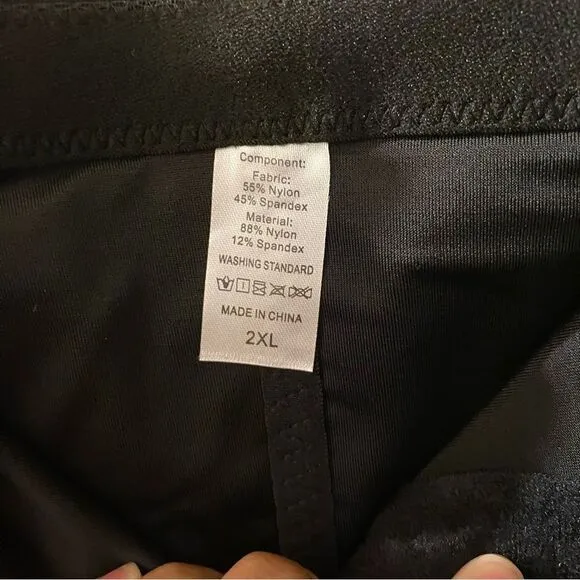 Component:
Fabric:
55% Nylon
45% Spandex
Material:
88% Nylon
12% Spandex
WASHING STANDARD
MADE IN CHINA
2XL